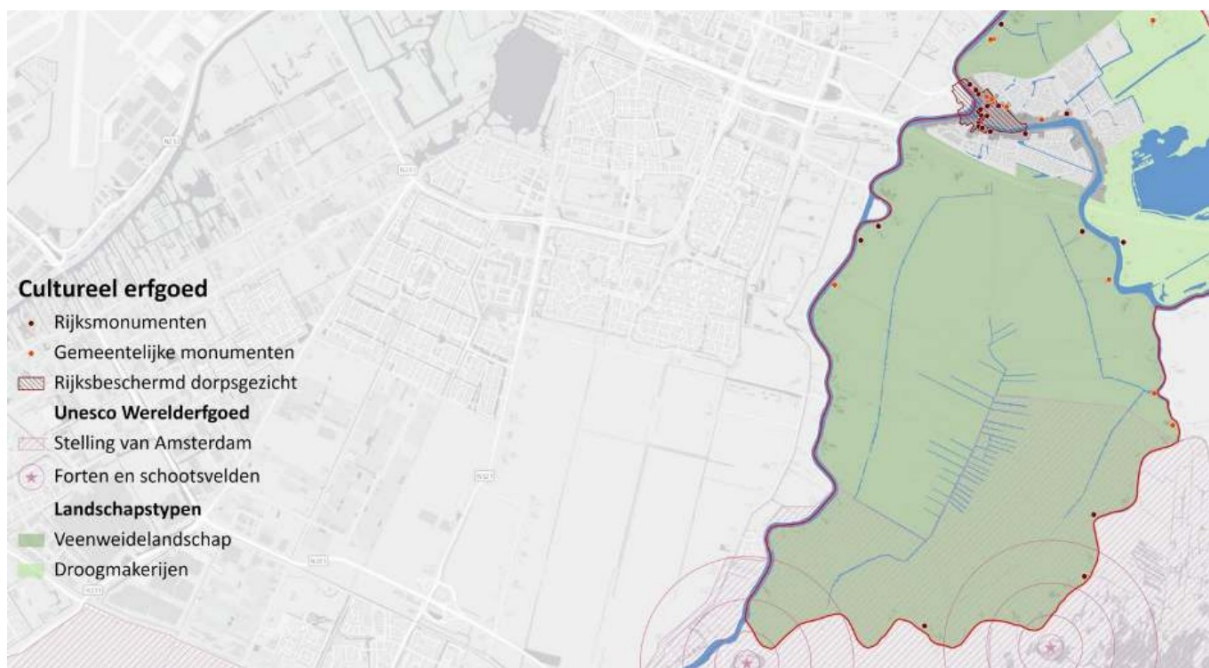 Cultureel erfgoed
Rijksmonumenten
Gemeentelijke monumenten
Rijksbeschermd dorpsgezicht
Unesco Werelderfgoed
Stelling van Amsterdam
Forten en schootsvelden
Landschapstypen
Veenweidelandschap
Droogmakerijen